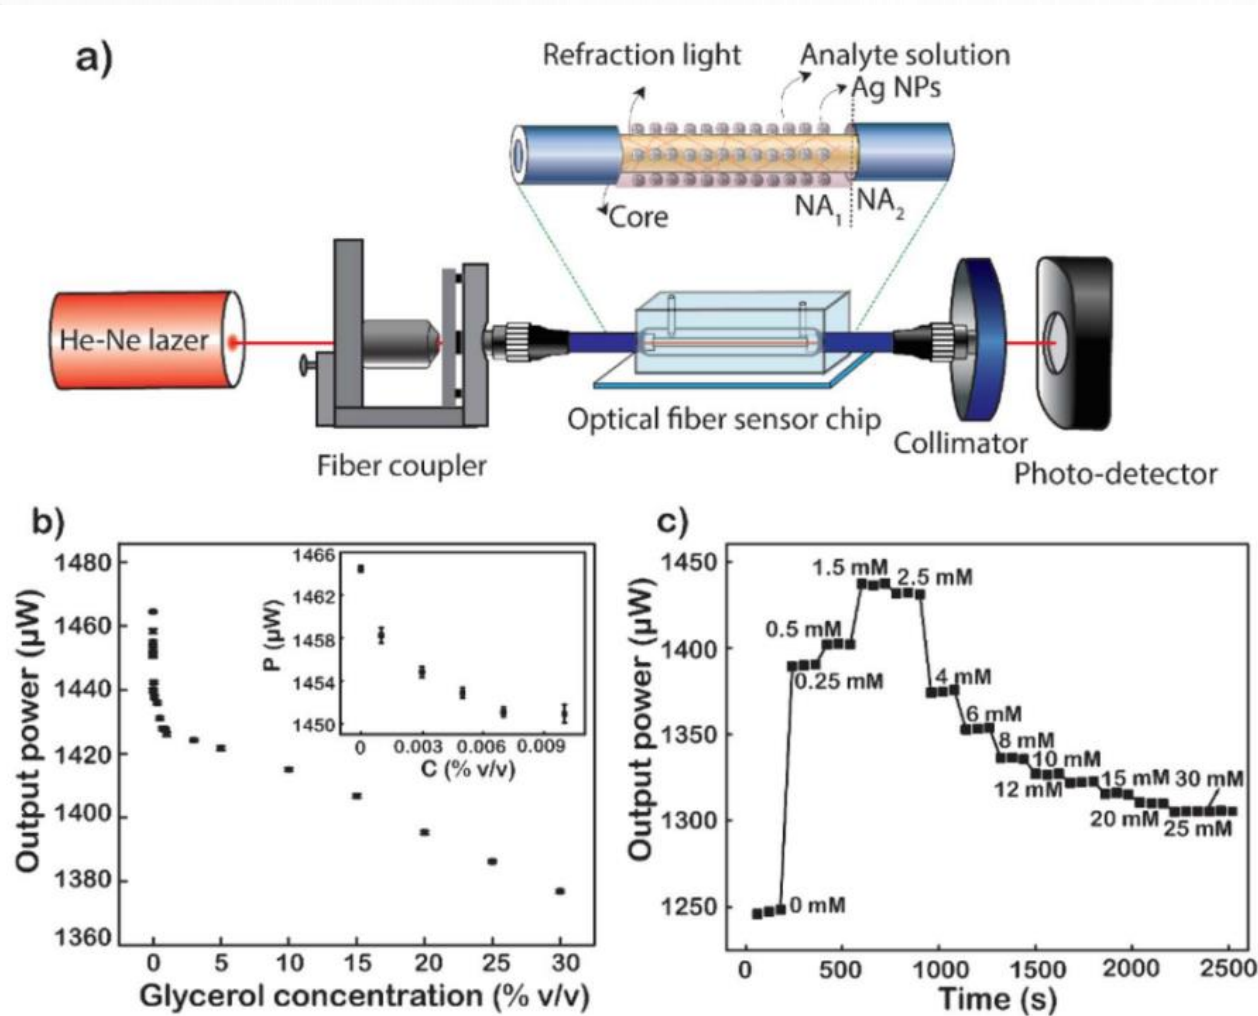 a)
Refraction light
Analyte solution
Ag NPs
Core
NA1
NA2
He-Ne lazer
Fiber coupler
Optical fiber sensor chip
Collimator
Photo-detector
b)
Output power (µW)
1480
1460
1440
1420
1400
1380
1360
0 5 10 15 20 25 30
Glycerol concentration (% v/v)
P (µW)
1466
1462
1458
1454
1450
0 0.003 0.006 0.009
C (% v/v)
c)
Output power (µW)
1450
1400
1350
1300
1250
0 500 1000 1500 2000 2500
Time (s)
0 mM
0.25 mM
0.5 mM
1.5 mM
2.5 mM
4 mM
6 mM
8 mM
10 mM
12 mM
15 mM
20 mM
25 mM
30 mM